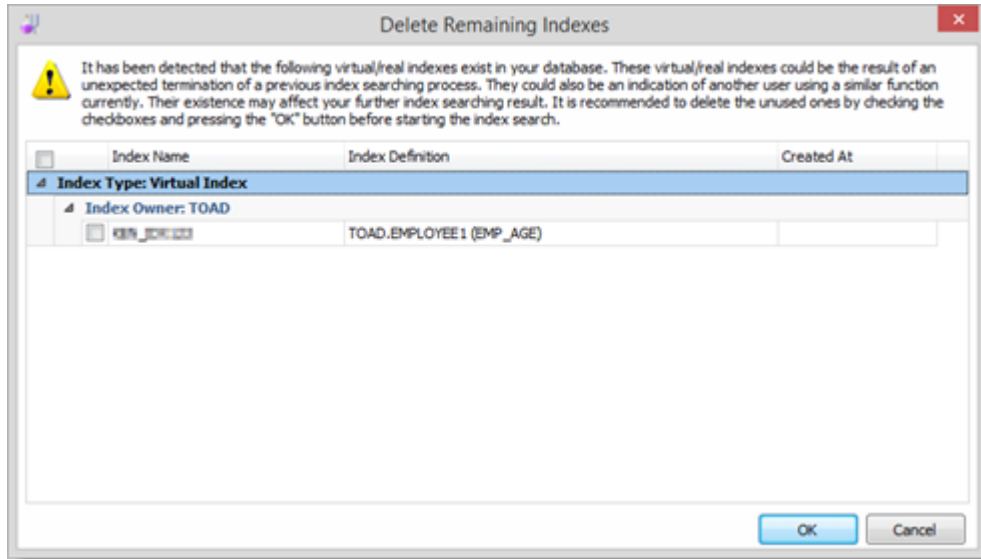 Delete Remaining Indexes
It has been detected that the following virtual/real indexes exist in your database. These virtual/real indexes could be the result of an
unexpected termination of a previous index searching process. They could also be an indication of another user using a similar function
currently. Their existence may affect your further index searching result. It is recommended to delete the unused ones by checking the
checkboxes and pressing the "OK" button before starting the index search.
Index Name Index Definition Created At
Index Type: Virtual Index
Index Owner: TOAD
TOAD.EMPLOYEE1 (EMP_AGE)
OK Cancel